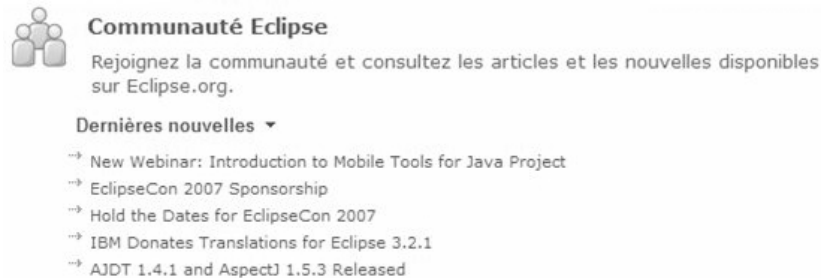 Communauté Eclipse
Rejoignez la communauté et consultez les articles et les nouvelles disponibles
sur Eclipse.org.
Dernières nouvelles
New Webinar: Introduction to Mobile Tools for Java Project
EclipseCon 2007 Sponsorship
Hold the Dates for EclipseCon 2007
IBM Donates Translations for Eclipse 3.2.1
AJDT 1.4.1 and AspectJ 1.5.3 Released